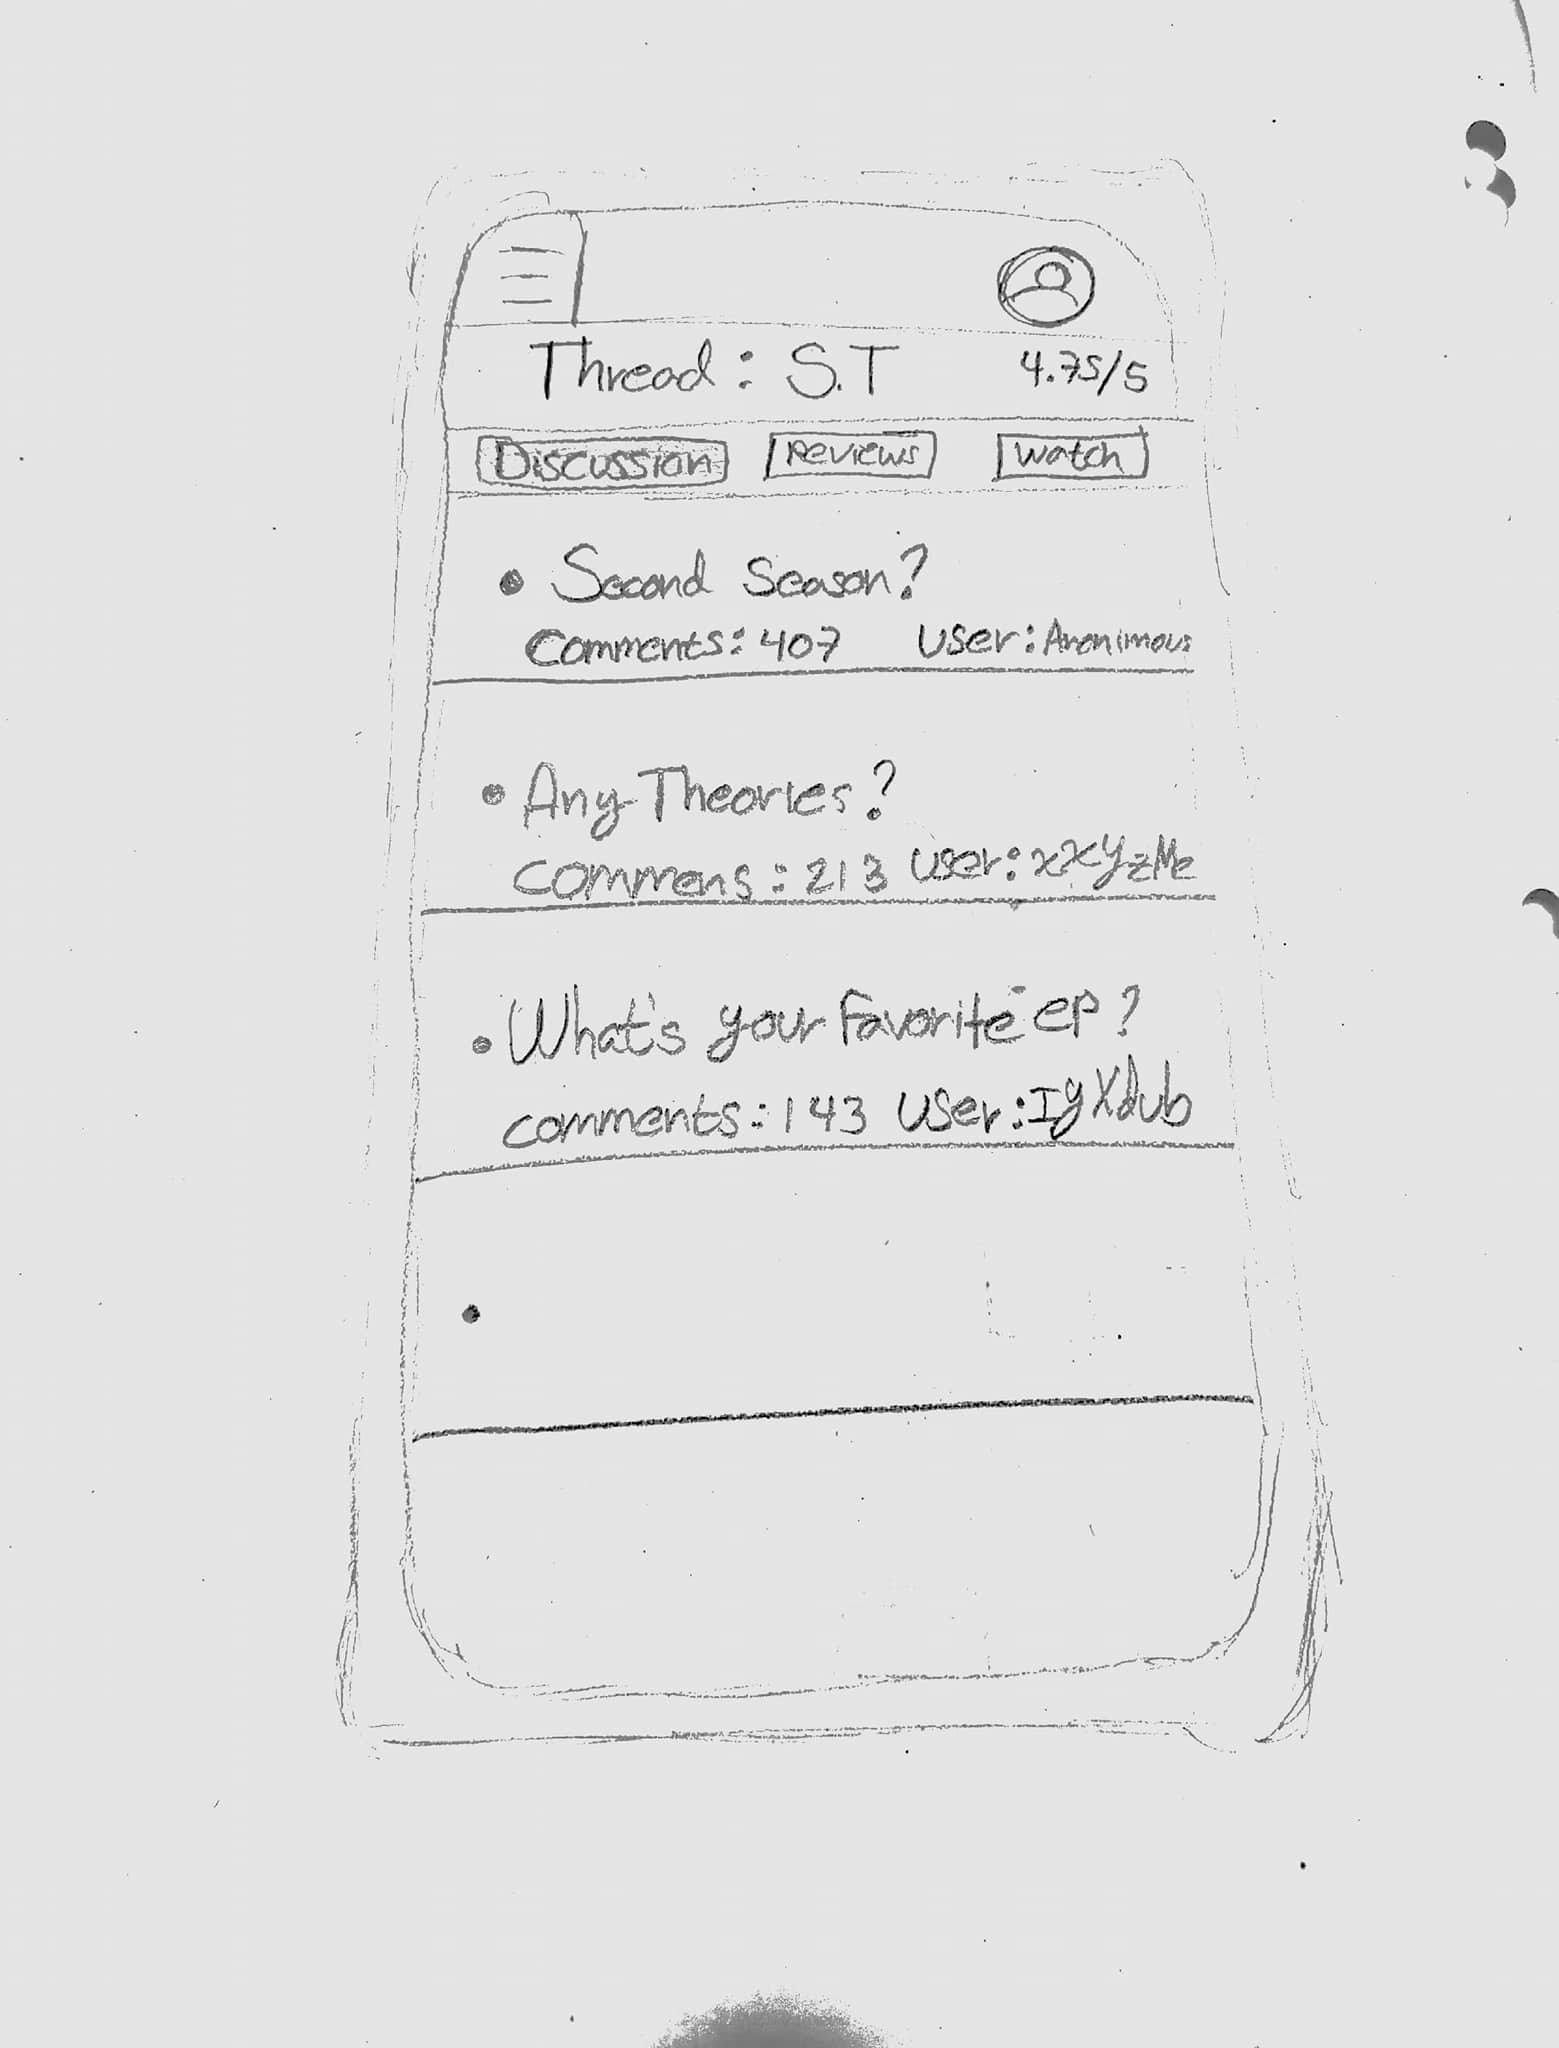 Thread: S.T 4.75/5
Discussion Reviews Watch
• Second Season?
Comments: 407 User: Anonimous
• Any Theories?
Commens: 213 User: xXyzMe
• What's your Favorite ep?
comments: 143 User: IgXdub
•